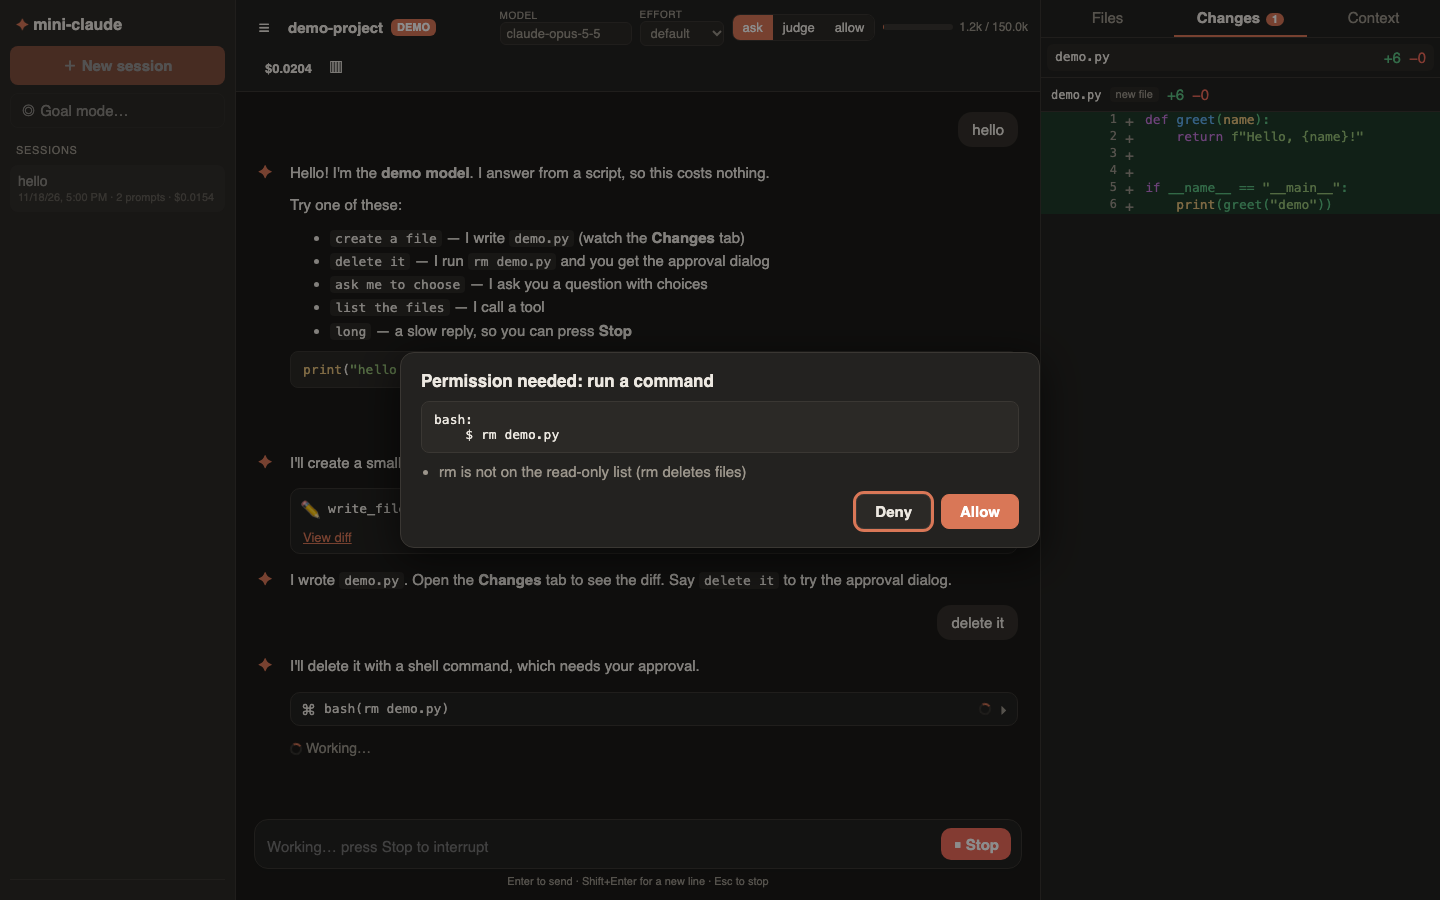 mini-claude
+ New session
Goal mode...
SESSIONS
hello
11/18/26, 5:00 PM · 2 prompts · $0.0154
demo-project DEMO
MODEL
claude-opus-5-5
EFFORT
default
ask judge allow
1.2k / 150.0k
$0.0204
hello
Hello! I'm the demo model. I answer from a script, so this costs nothing.
Try one of these:
• create a file — I write demo.py (watch the Changes tab)
• delete it — I run rm demo.py and you get the approval dialog
• ask me to choose — I ask you a question with choices
• list the files — I call a tool
• long — a slow reply, so you can press Stop
print("hello
I'll create a small
write_file
View diff
Permission needed: run a command
bash:
$ rm demo.py
• rm is not on the read-only list (rm deletes files)
Deny Allow
I wrote demo.py. Open the Changes tab to see the diff. Say delete it to try the approval dialog.
delete it
I'll delete it with a shell command, which needs your approval.
⌘ bash(rm demo.py)
Working...
Working... press Stop to interrupt
Stop
Enter to send · Shift+Enter for a new line · Esc to stop
Files Changes 1 Context
demo.py +6 −0
demo.py new file +6 −0
1 + def greet(name):
2 + return f"Hello, {name}!"
3 +
4 +
5 + if __name__ == "__main__":
6 + print(greet("demo"))